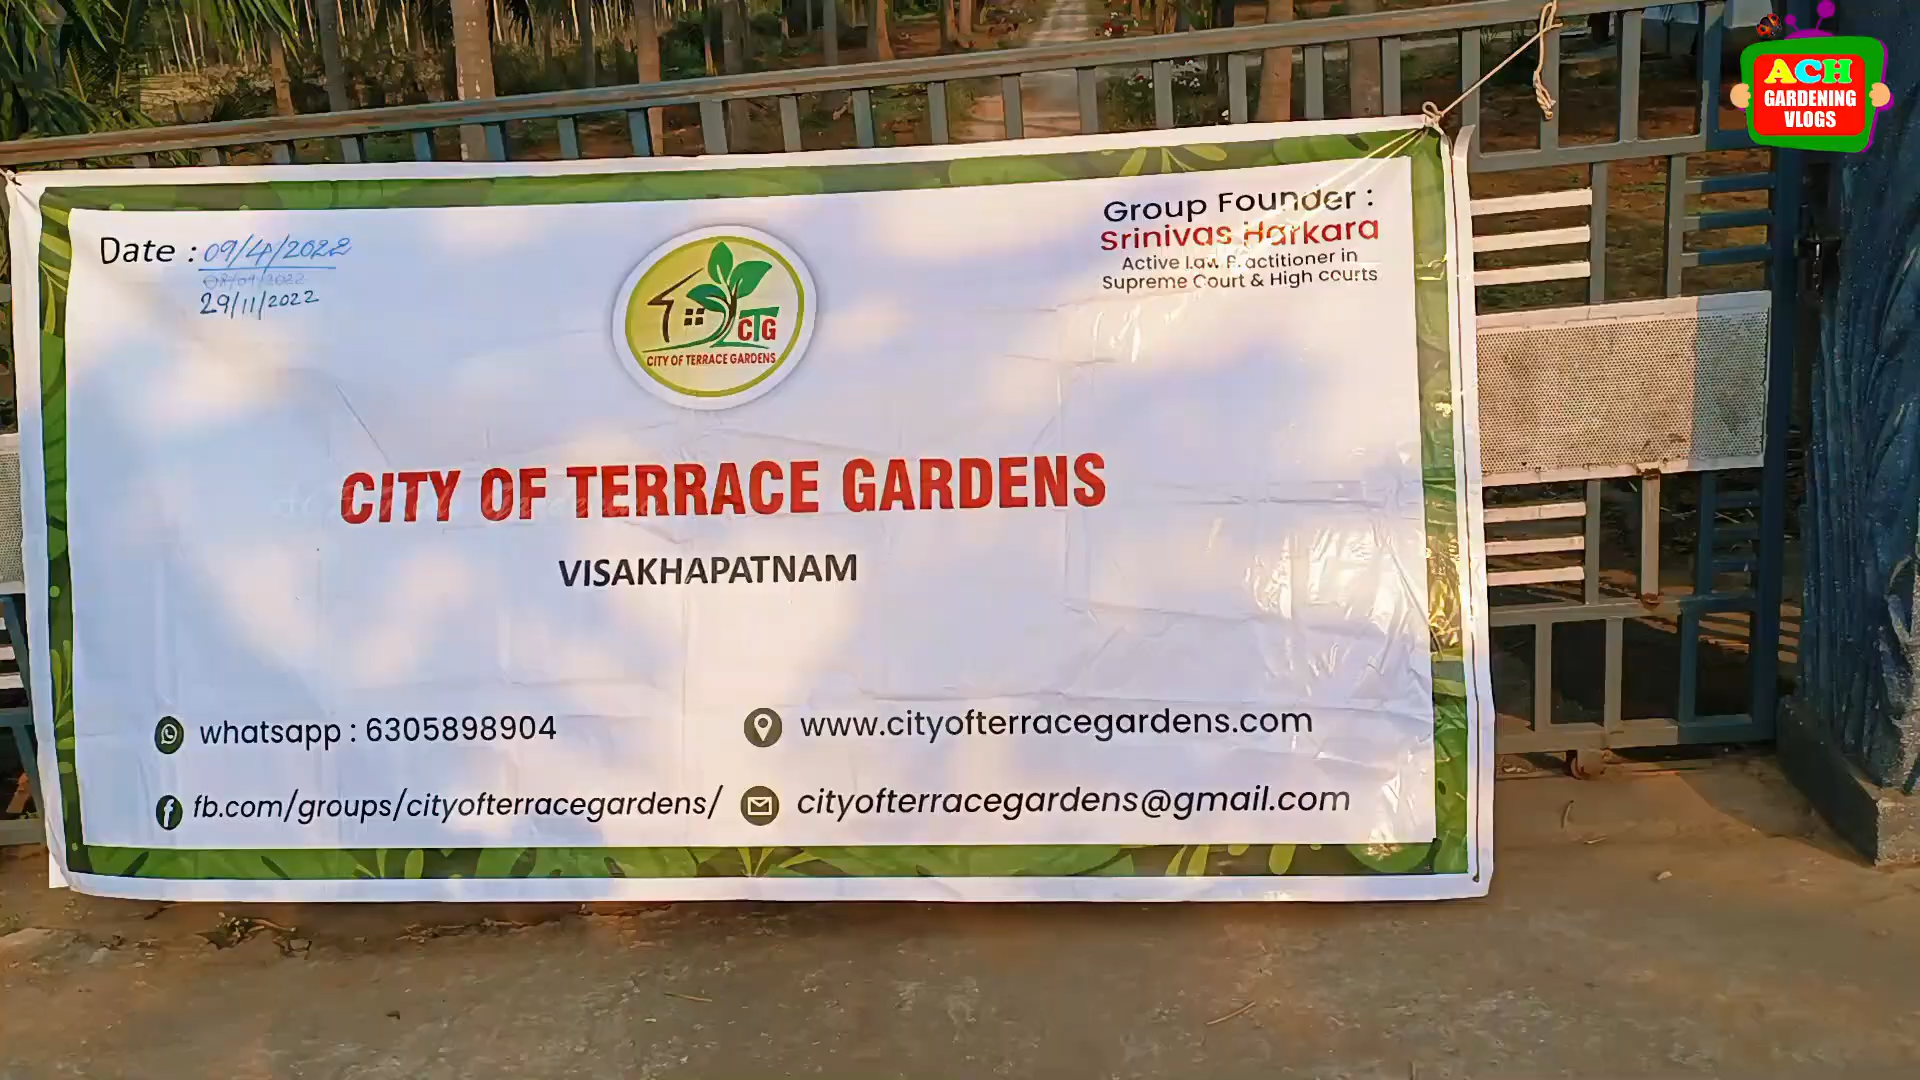 ACH
GARDENING
VLOGS
Date : 09/4/2022
29/11/2022
Group Founder :
Srinivas Harkara
Active Law Practitioner in
Supreme Court & High courts
CTG
CITY OF TERRACE GARDENS
CITY OF TERRACE GARDENS
VISAKHAPATNAM
whatsapp : 6305898904
www.cityofterracegardens.com
fb.com/groups/cityofterracegardens/
cityofterracegardens@gmail.com